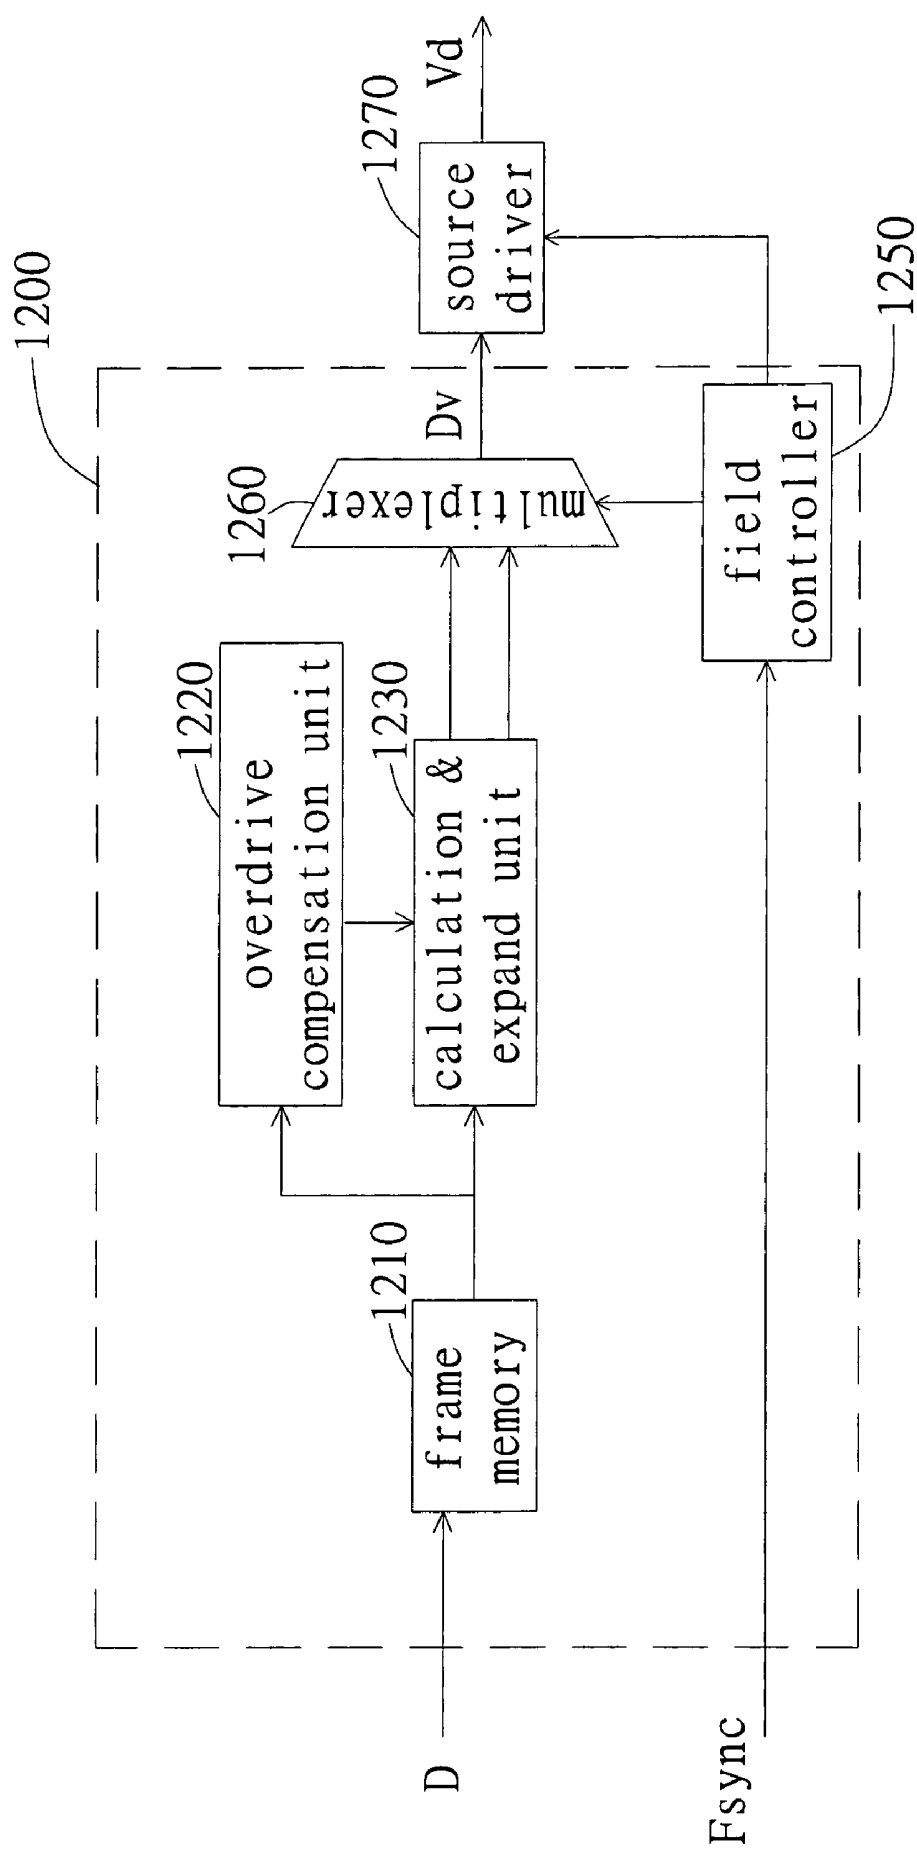 1200
1220
overdrive
compensation unit
1210
frame
memory
1230
calculation &
expand unit
1260
multiplexer
Dv
1270
source
driver
Vd
D
Fsync
field
controller
1250